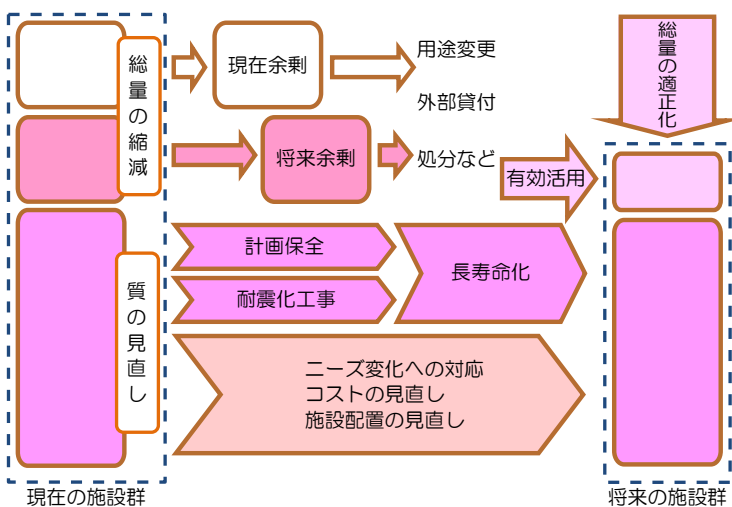 総量の縮減
現在余剰
用途変更
外部貸付
将来余剰
処分など
有効活用
総量の適正化
質の見直し
計画保全
耐震化工事
長寿命化
ニーズ変化への対応
コストの見直し
施設配置の見直し
現在の施設群
将来の施設群